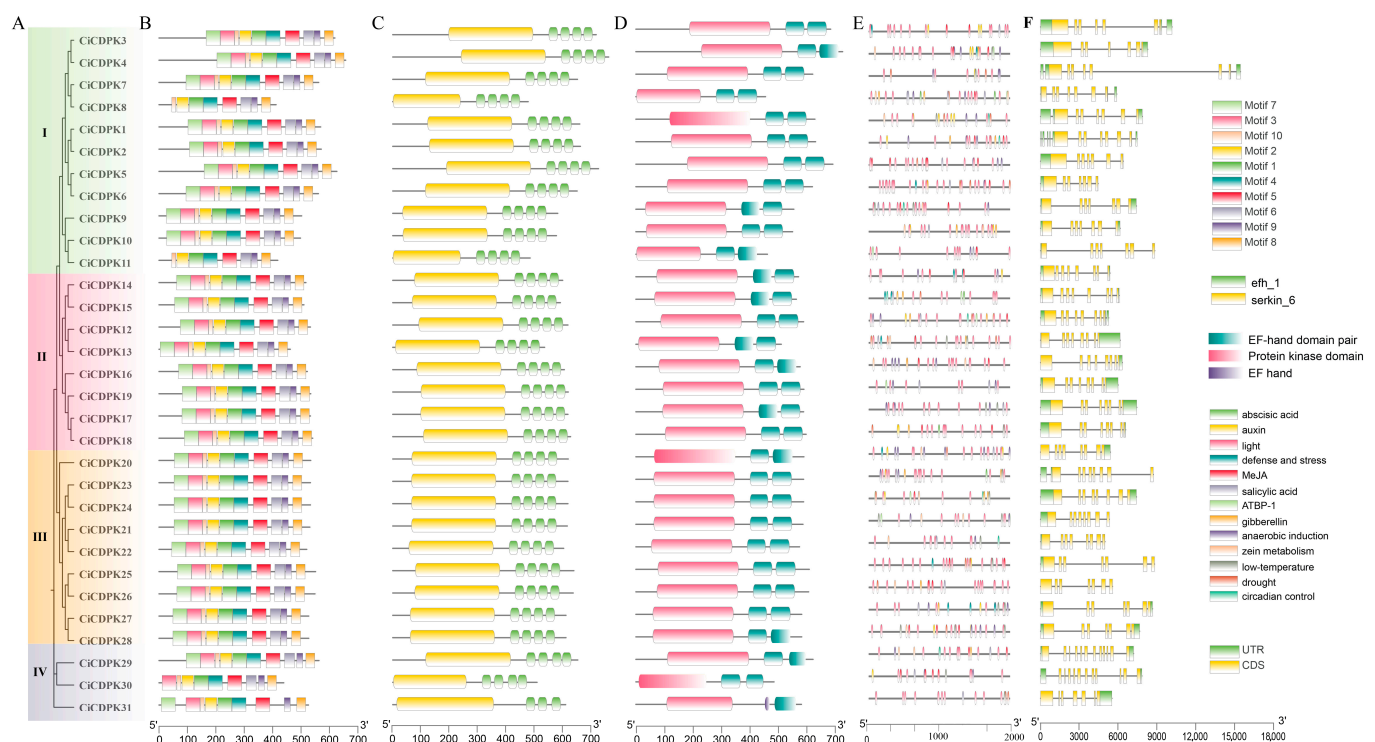 A B C D E F
CiCDPK3
CiCDPK4
CiCDPK7
CiCDPK8
I
CiCDPK1
CiCDPK2
CiCDPK5
CiCDPK6
CiCDPK9
CiCDPK10
CiCDPK11
CiCDPK14
CiCDPK15
CiCDPK12
II
CiCDPK13
CiCDPK16
CiCDPK19
CiCDPK17
CiCDPK18
CiCDPK20
CiCDPK23
CiCDPK24
CiCDPK21
III
CiCDPK22
CiCDPK25
CiCDPK26
CiCDPK27
CiCDPK28
CiCDPK29
IV
CiCDPK30
CiCDPK31
Motif 7
Motif 3
Motif 10
Motif 2
Motif 1
Motif 4
Motif 5
Motif 6
Motif 9
Motif 8
efh_1
serkin_6
EF-hand domain pair
Protein kinase domain
EF hand
abscisic acid
auxin
light
defense and stress
MeJA
salicylic acid
ATBP-1
gibberellin
anaerobic induction
zein metabolism
low-temperature
drought
circadian control
UTR
CDS
5' 3' 5' 3' 5' 3' 5' 3' 5' 3'
0 100 200 300 400 500 600 700
0 100 200 300 400 500 600 700
0 100 200 300 400 500 600 700
0 1000 2000
0 3,000 6000 9,000 12,000 15,000 18000